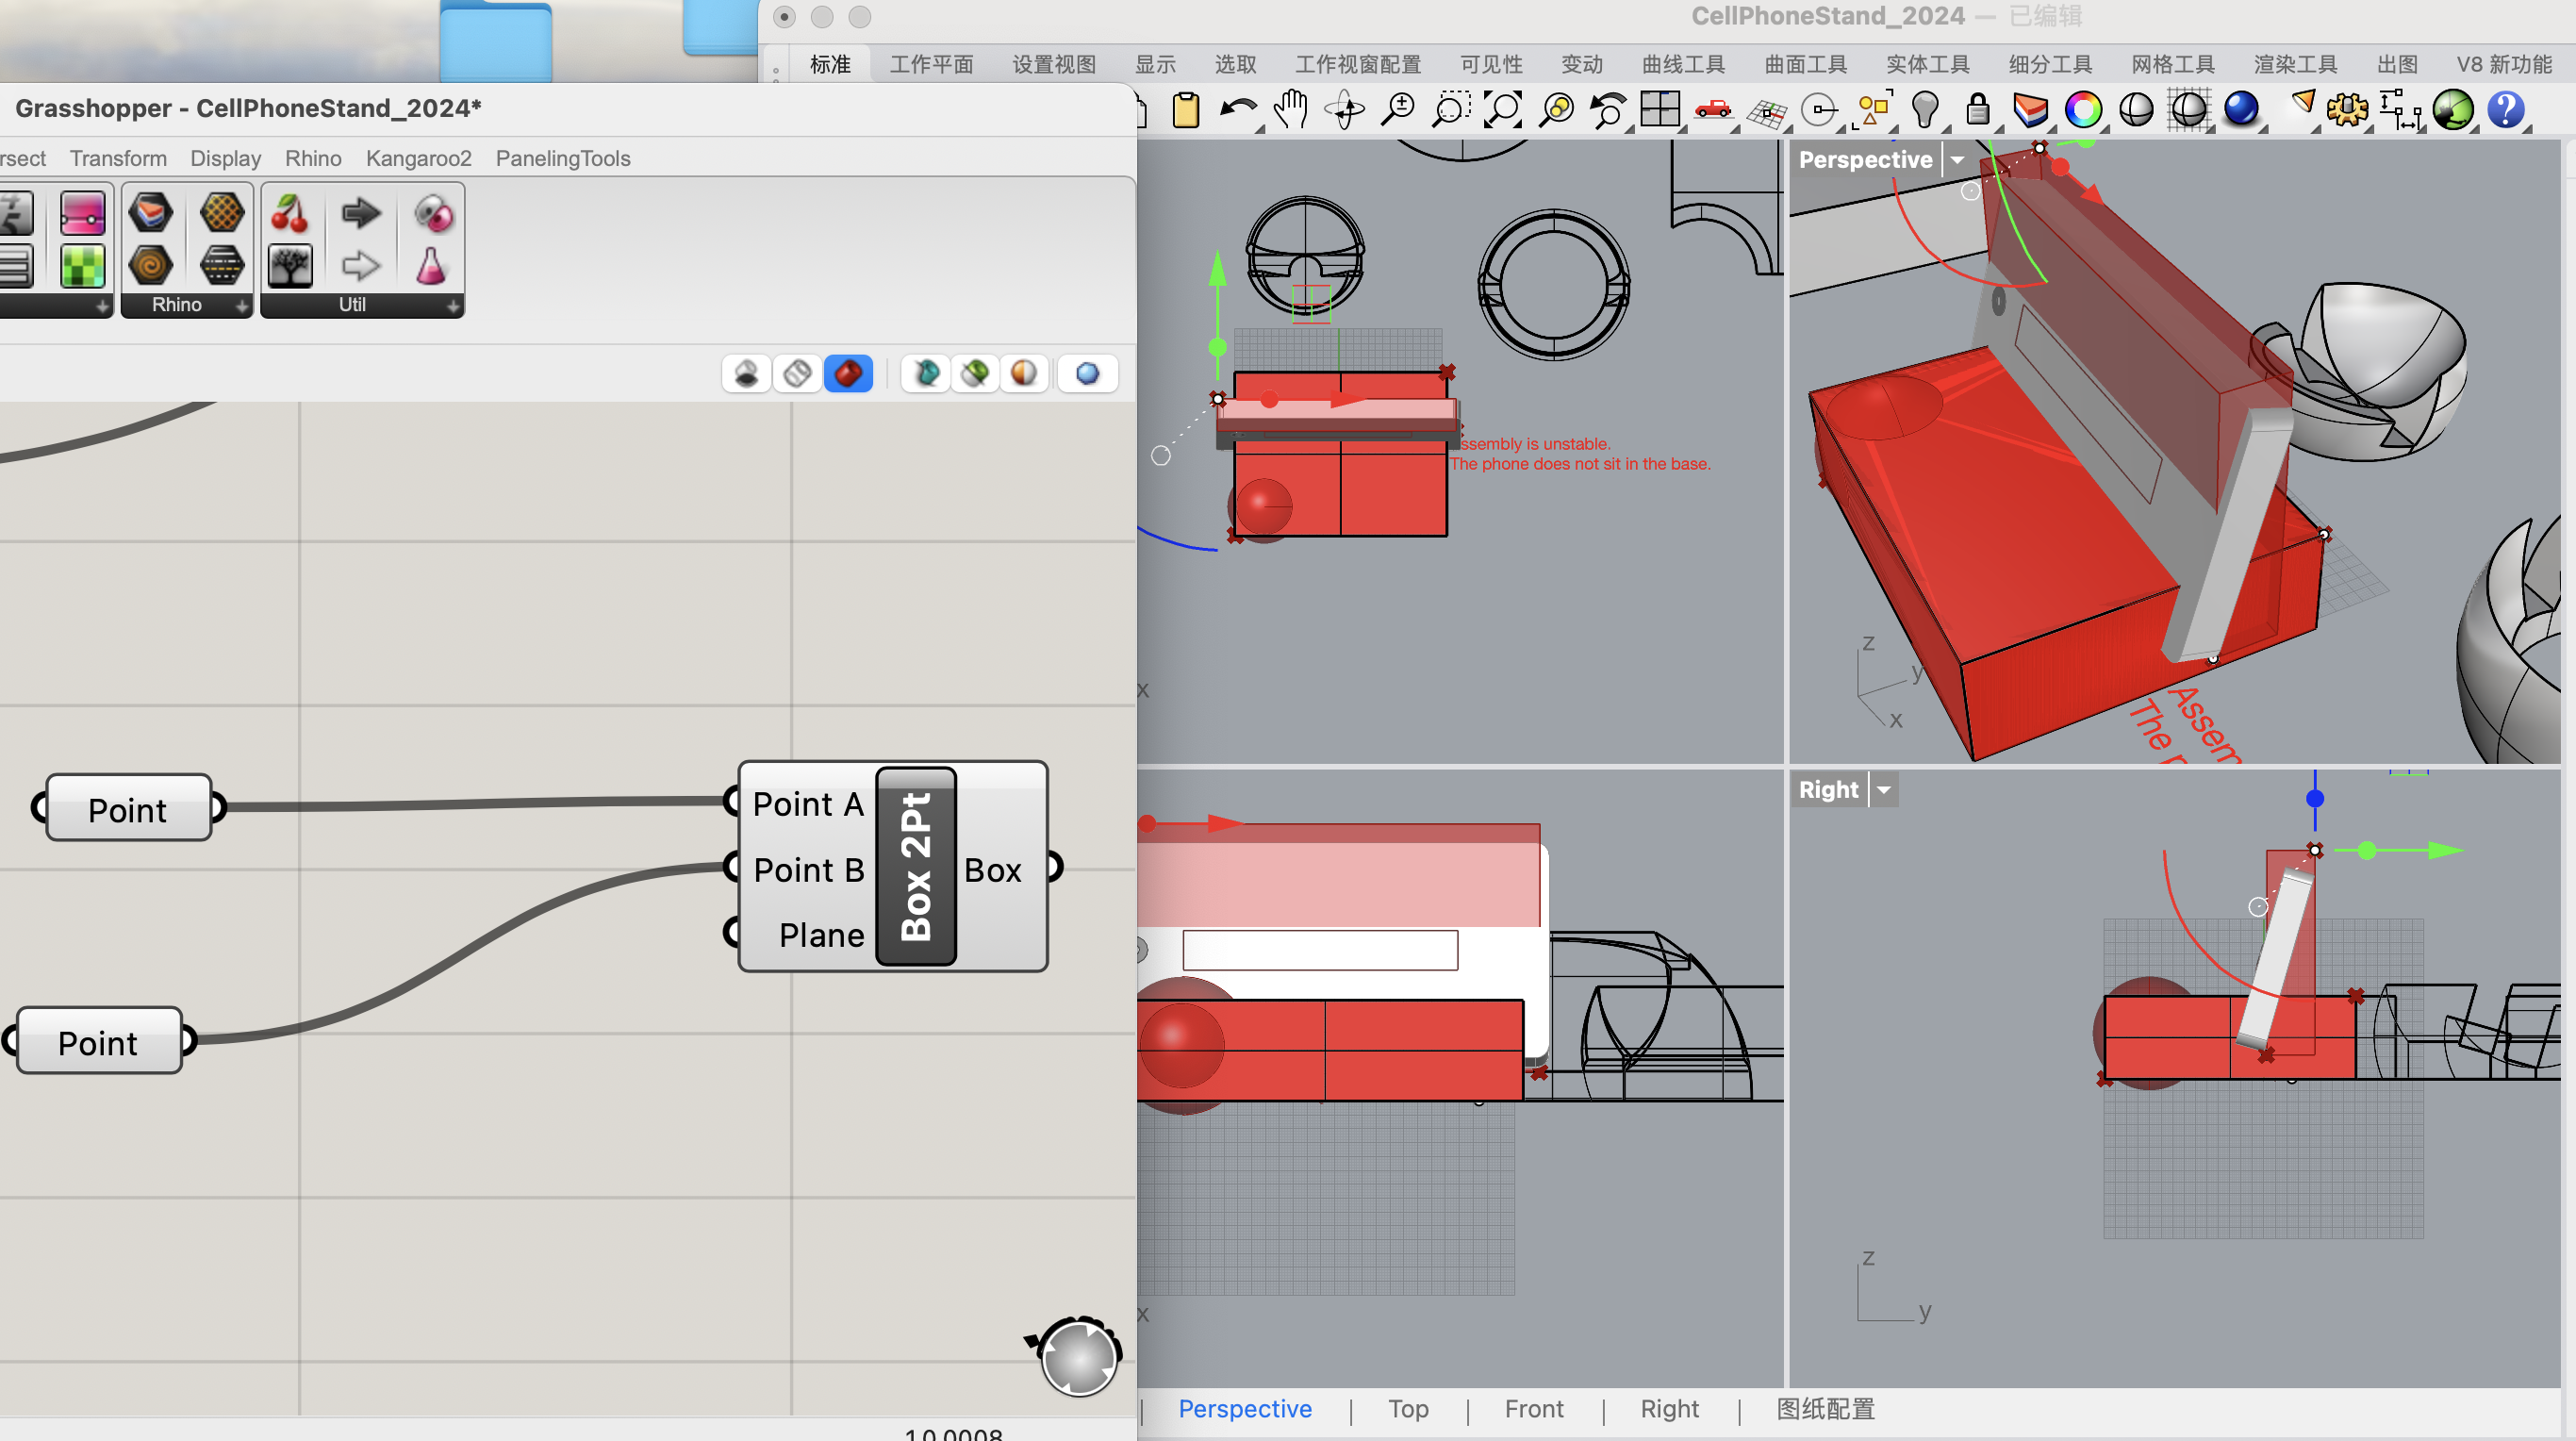 CellPhoneStand_2024 — 已编辑
标准 工作平面 设置视图 显示 选取 工作视窗配置 可见性 变动 曲线工具 曲面工具 实体工具 细分工具 网格工具 渲染工具 出图 V8 新功能
Grasshopper - CellPhoneStand_2024*
rsect Transform Display Rhino Kangaroo2 PanelingTools
Rhino Util
Perspective
ssembly is unstable.
The phone does not sit in the base.
z
y
x
x
Assem
The p
Point
Point A
Point B
Plane
Box 2Pt
Box
Point
Right
z
y
x
Perspective | Top | Front | Right | 图纸配置
1.0.0008